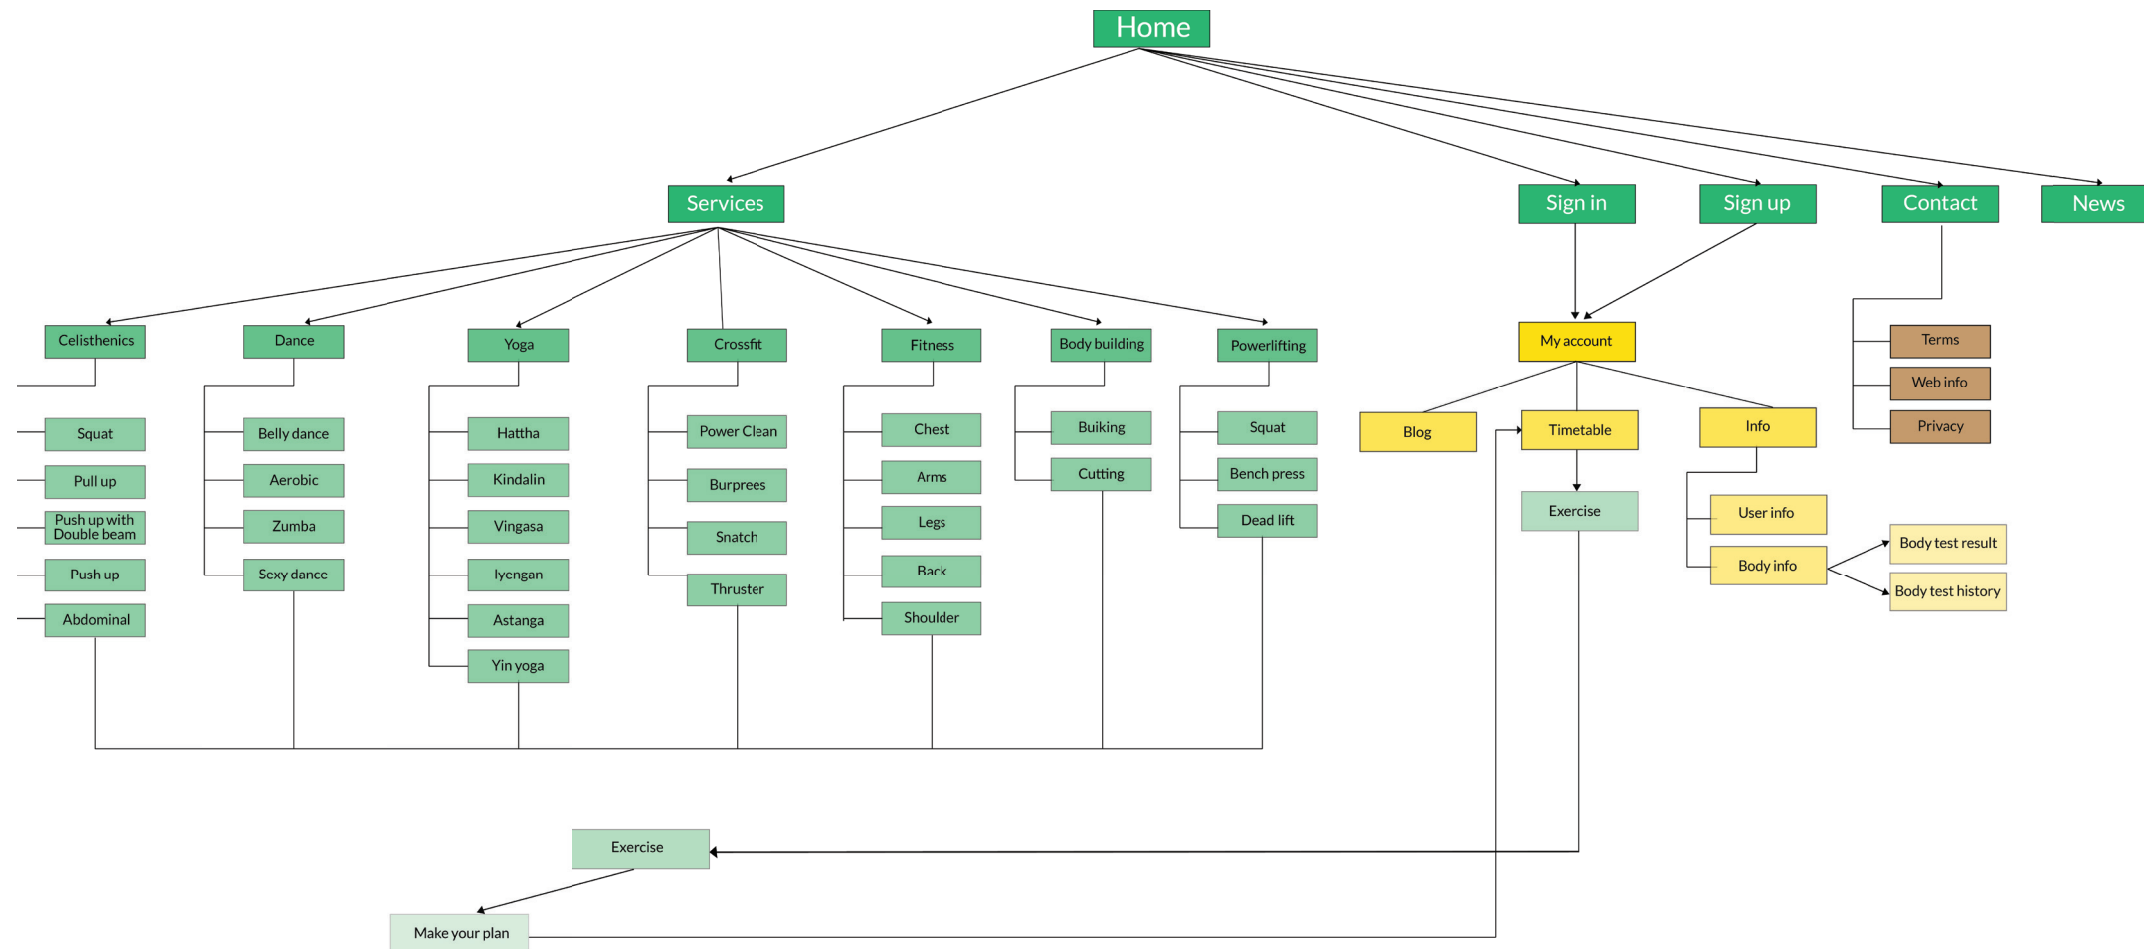 Home
Services
Sign in
Sign up
Contact
News
Celisthenics
Dance
Yoga
Crossfit
Fitness
Body building
Powerlifting
My account
Terms
Web info
Privacy
Squat
Pull up
Push up with
Double beam
Push up
Abdominal
Belly dance
Aerobic
Zumba
Sexy dance
Hattha
Kindalin
Vingasa
Iyengan
Astanga
Yin yoga
Power Clean
Burprees
Snatch
Thruster
Chest
Arms
Legs
Back
Shoulder
Buiking
Cutting
Squat
Bench press
Dead lift
Blog
Timetable
Info
Exercise
User info
Body info
Body test result
Body test history
Exercise
Make your plan